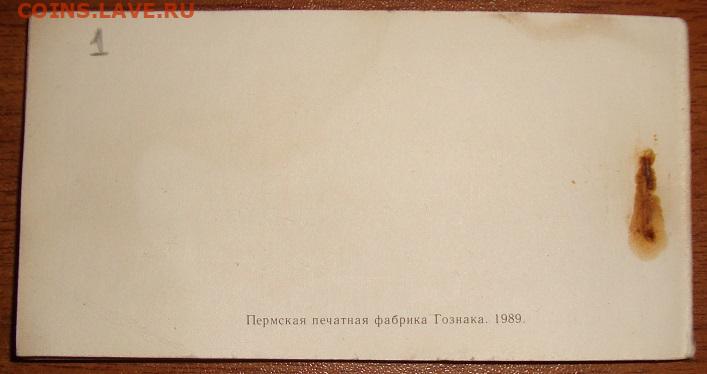 COINS.LAVE.RU
1
Пермская печатная фабрика Гознака. 1989.